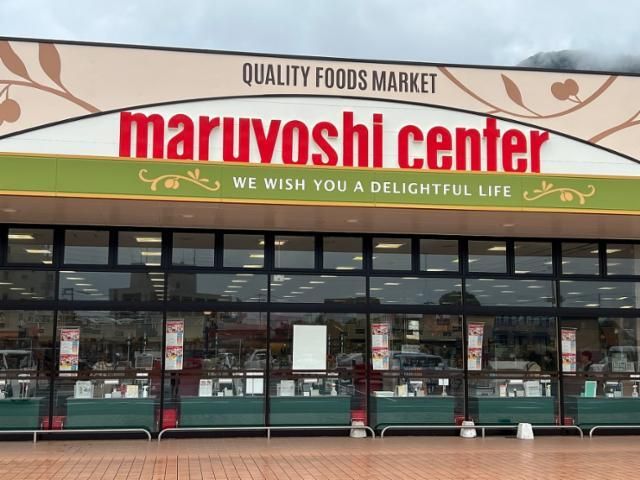 QUALITY FOODS MARKET
maruyoshi center
WE WISH YOU A DELIGHTFUL LIFE